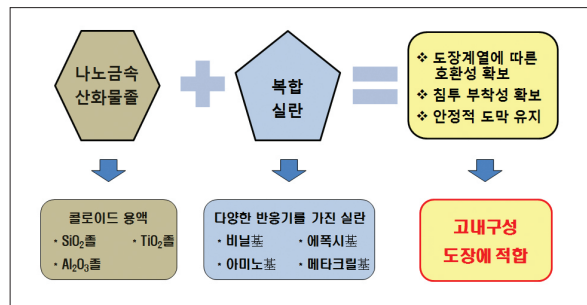 나노금속
산화물졸
복합
실란
❖ 도장계열에 따른
호환성 확보
❖ 침투 부착성 확보
❖ 안정적 도막 유지
콜로이드 용액
· SiO₂졸 · TiO₂졸
· Al₂O₃졸
다양한 반응기를 가진 실란
· 비닐基 · 에폭시基
· 아미노基 · 메타크릴基
고내구성
도장에 적합